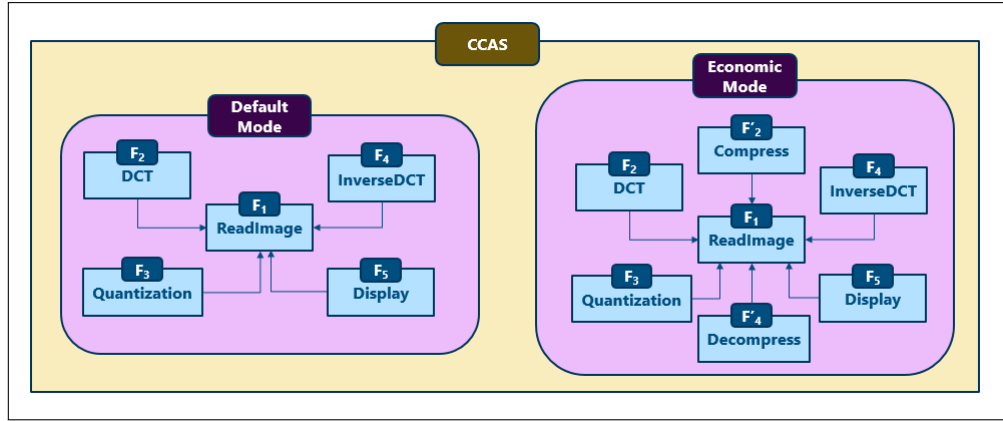 CCAS
Default
Mode
F₂
DCT
F₄
InverseDCT
F₁
ReadImage
F₃
Quantization
F₅
Display
Economic
Mode
F′₂
Compress
F₂
DCT
F₄
InverseDCT
F₁
ReadImage
F₃
Quantization
F₅
Display
F′₄
Decompress